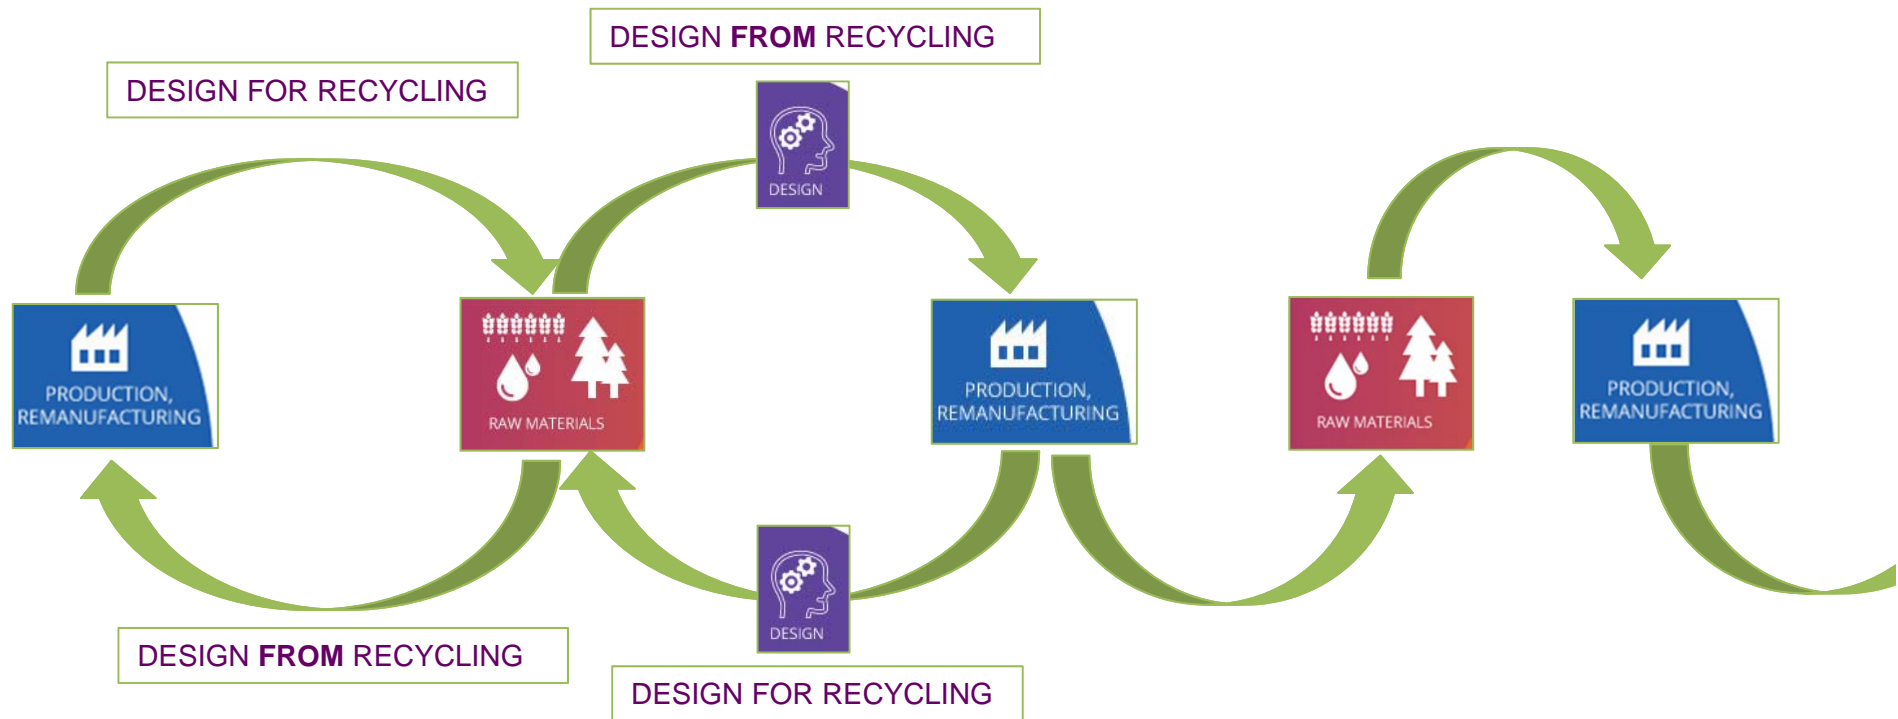 DESIGN FROM RECYCLING
DESIGN FOR RECYCLING
DESIGN
PRODUCTION,
REMANUFACTURING
RAW MATERIALS
PRODUCTION,
REMANUFACTURING
RAW MATERIALS
PRODUCTION,
REMANUFACTURING
DESIGN
DESIGN FROM RECYCLING
DESIGN FOR RECYCLING